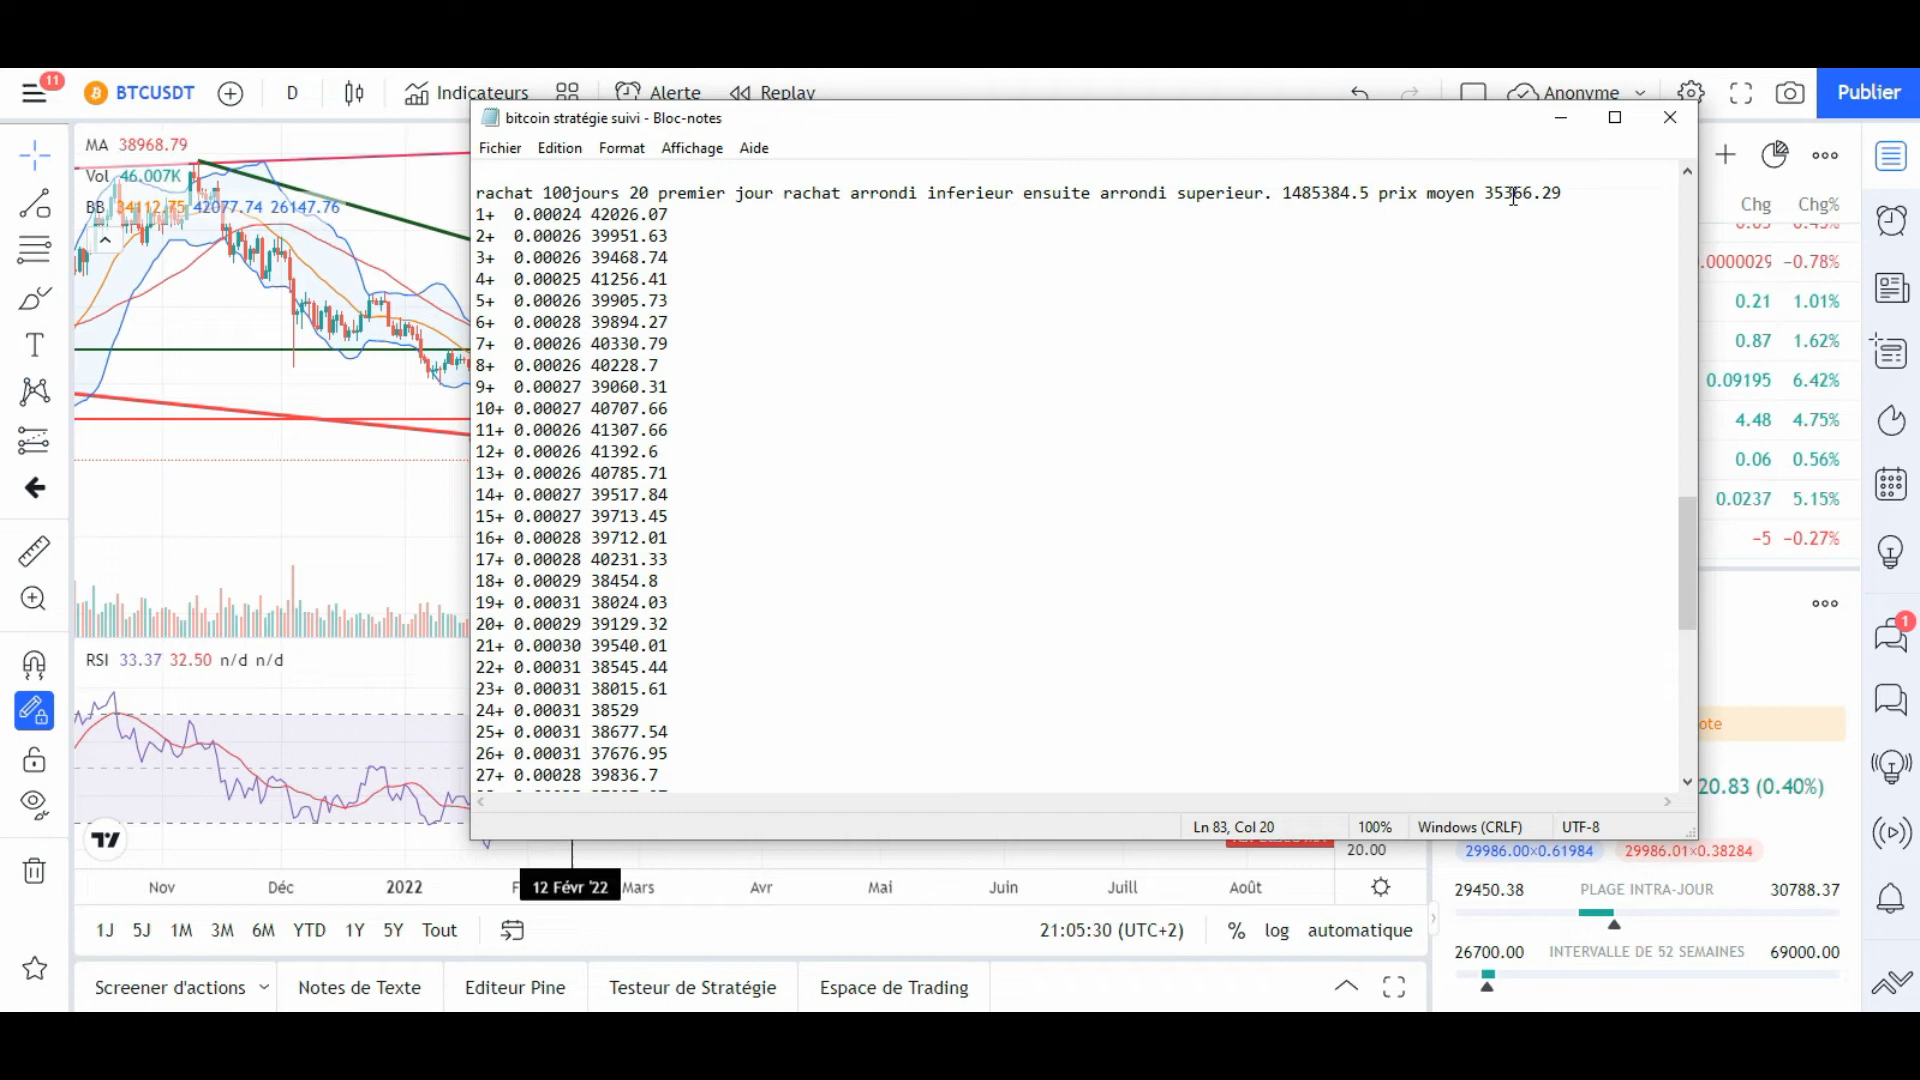 11
BTCUSDT
D
Indicateurs
Alerte
Replay
Anonyme
Publier
bitcoin stratégie suivi - Bloc-notes
Fichier Edition Format Affichage Aide
MA 38968.79
Vol 46.007K
BB 34112.75 42077.74 26147.76
rachat 100jours 20 premier jour rachat arrondi inferieur ensuite arrondi superieur. 1485384.5 prix moyen 35366.29
1+ 0.00024 42026.07
2+ 0.00026 39951.63
3+ 0.00026 39468.74
4+ 0.00025 41256.41
5+ 0.00026 39905.73
6+ 0.00028 39894.27
7+ 0.00026 40330.79
8+ 0.00026 40228.7
9+ 0.00027 39060.31
10+ 0.00027 40707.66
11+ 0.00026 41307.66
12+ 0.00026 41392.6
13+ 0.00026 40785.71
14+ 0.00027 39517.84
15+ 0.00027 39713.45
16+ 0.00028 39712.01
17+ 0.00028 40231.33
18+ 0.00029 38454.8
19+ 0.00031 38024.03
20+ 0.00029 39129.32
21+ 0.00030 39540.01
22+ 0.00031 38545.44
23+ 0.00031 38015.61
24+ 0.00031 38529
25+ 0.00031 38677.54
26+ 0.00031 37676.95
27+ 0.00028 39836.7
Ln 83, Col 20
100%
Windows (CRLF)
UTF-8
Chg Chg%
.0000029 −0.78%
0.21 1.01%
0.87 1.62%
0.09195 6.42%
4.48 4.75%
0.06 0.56%
0.0237 5.15%
−5 −0.27%
1
20.83 (0.40%)
RSI 33.37 32.50 n/d n/d
20.00
29986.00×0.61984 29986.01×0.38284
Nov Déc 2022 12 Févr '22 Mars Avr Mai Juin Juill Août
29450.38 PLAGE INTRA-JOUR 30788.37
1J 5J 1M 3M 6M YTD 1Y 5Y Tout
21:05:30 (UTC+2)
% log automatique
26700.00 INTERVALLE DE 52 SEMAINES 69000.00
Screener d'actions Notes de Texte Editeur Pine Testeur de Stratégie Espace de Trading